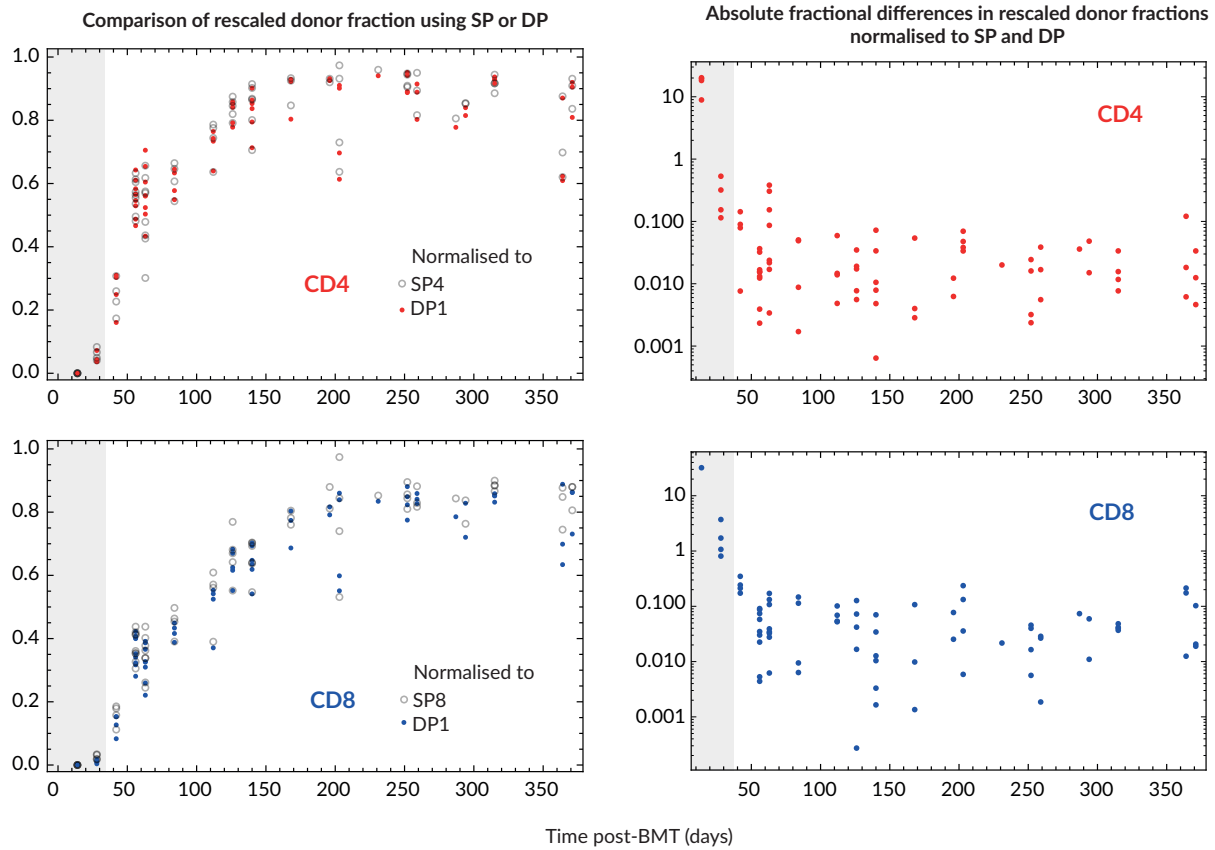 Comparison of rescaled donor fraction using SP or DP
1.0
0.8
0.6
0.4
0.2
0.0
Normalised to
CD4
SP4
DP1
0 50 100 150 200 250 300 350
Absolute fractional differences in rescaled donor fractions
normalised to SP and DP
10
1
0.100
0.010
0.001
CD4
50 100 150 200 250 300 350
1.0
0.8
0.6
0.4
0.2
0.0
Normalised to
CD8
SP8
DP1
0 50 100 150 200 250 300 350
10
1
0.100
0.010
0.001
CD8
50 100 150 200 250 300 350
Time post-BMT (days)